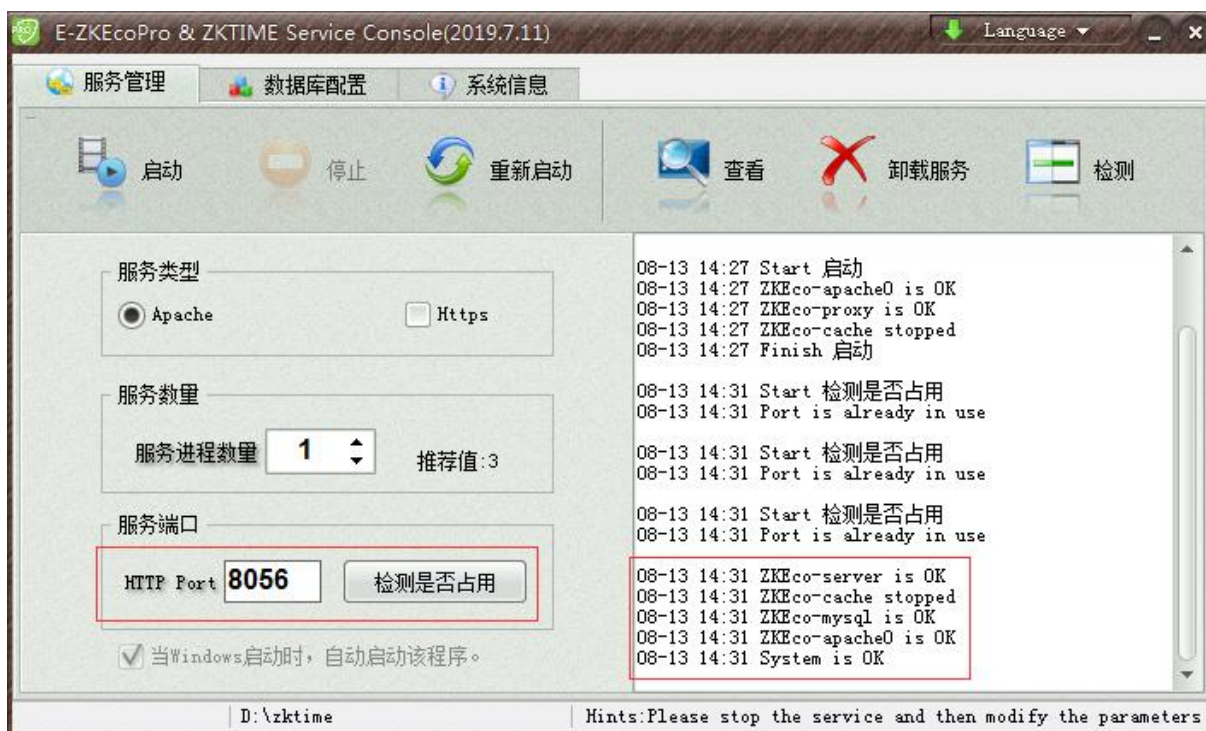 E-ZKEcoPro & ZKTIME Service Console(2019.7.11)
Language
服务管理
数据库配置
系统信息
启动
停止
重新启动
查看
卸载服务
检测
服务类型
Apache
Https
服务数量
服务进程数量
1
推荐值:3
服务端口
HTTP Port
8056
检测是否占用
当Windows启动时，自动启动该程序。
08-13 14:27 Start 启动
08-13 14:27 ZKEco-apache0 is OK
08-13 14:27 ZKEco-proxy is OK
08-13 14:27 ZKEco-cache stopped
08-13 14:27 Finish 启动
08-13 14:31 Start 检测是否占用
08-13 14:31 Port is already in use
08-13 14:31 Start 检测是否占用
08-13 14:31 Port is already in use
08-13 14:31 Start 检测是否占用
08-13 14:31 Port is already in use
08-13 14:31 ZKEco-server is OK
08-13 14:31 ZKEco-cache stopped
08-13 14:31 ZKEco-mysql is OK
08-13 14:31 ZKEco-apache0 is OK
08-13 14:31 System is OK
D:\zktime
Hints:Please stop the service and then modify the parameters